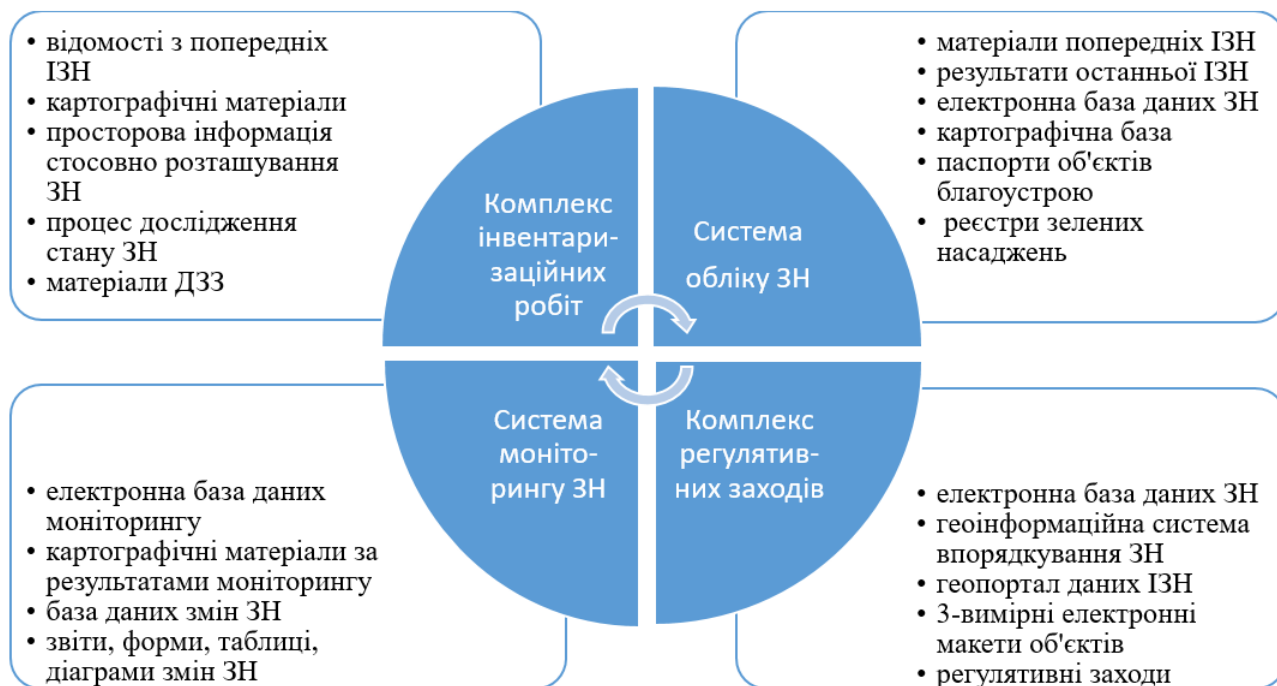 • відомості з попередніх
ІЗН
• картографічні матеріали
• просторова інформація
стосовно розташування
ЗН
• процес дослідження
стану ЗН
• матеріали ДЗЗ
• матеріали попередніх ІЗН
• результати останньої ІЗН
• електронна база даних ЗН
• картографічна база
• паспорти об'єктів
благоустрою
• реєстри зелених
насаджень
Комплекс
інвентари-
заційних
робіт
Система
обліку ЗН
Система
моніто-
рингу ЗН
Комплекс
регулятив-
них заходів
• електронна база даних
моніторингу
• картографічні матеріали за
результатами моніторингу
• база даних змін ЗН
• звіти, форми, таблиці,
діаграми змін ЗН
• електронна база даних ЗН
• геоінформаційна система
впорядкування ЗН
• геопортал даних ІЗН
• 3-вимірні електронні
макети об'єктів
• регулятивні заходи